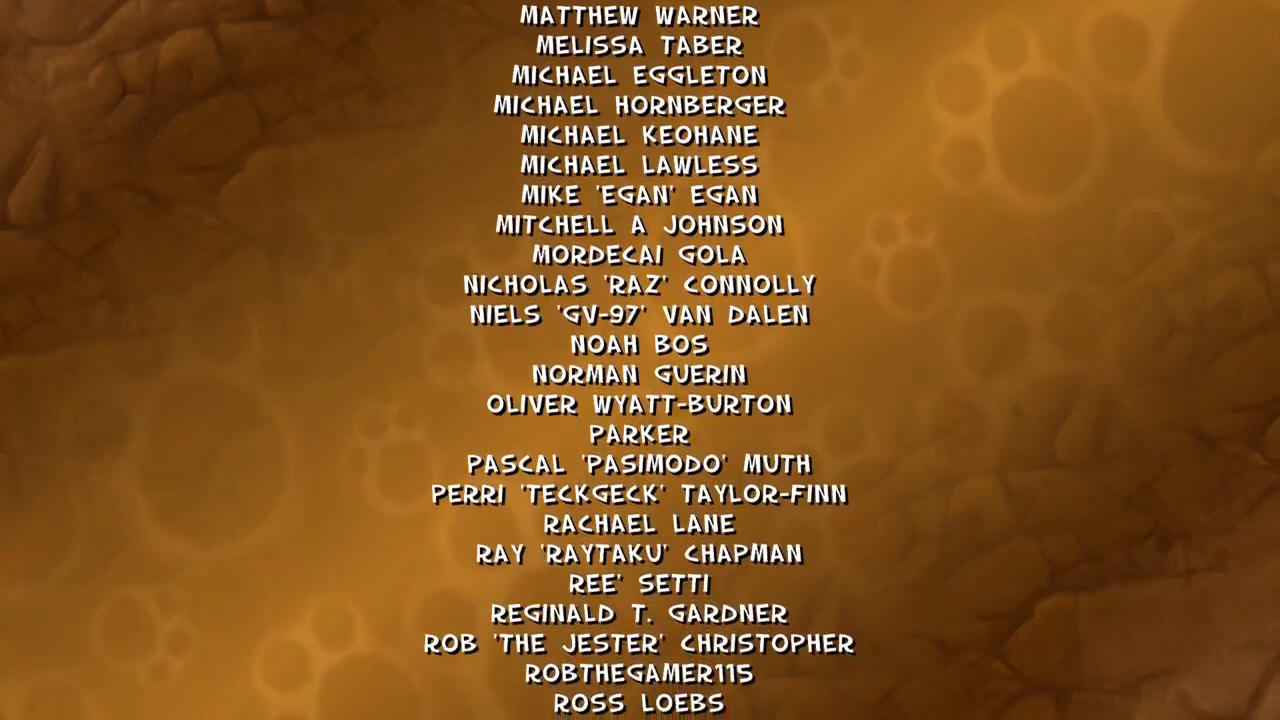 MATTHEW WARNER
MELISSA TABER
MICHAEL EGGLETON
MICHAEL HORNBERGER
MICHAEL KEOHANE
MICHAEL LAWLESS
MIKE 'EGAN' EGAN
MITCHELL A JOHNSON
MORDECAI GOLA
NICHOLAS 'RAZ' CONNOLLY
NIELS 'GV-97' VAN DALEN
NOAH BOS
NORMAN GUERIN
OLIVER WYATT-BURTON
PARKER
PASCAL 'PASIMODO' MUTH
PERRI 'TECKGECK' TAYLOR-FINN
RACHAEL LANE
RAY 'RAYTAKU' CHAPMAN
REE' SETTI
REGINALD T. GARDNER
ROB 'THE JESTER' CHRISTOPHER
ROBTHEGAMER115
ROSS LOEBS